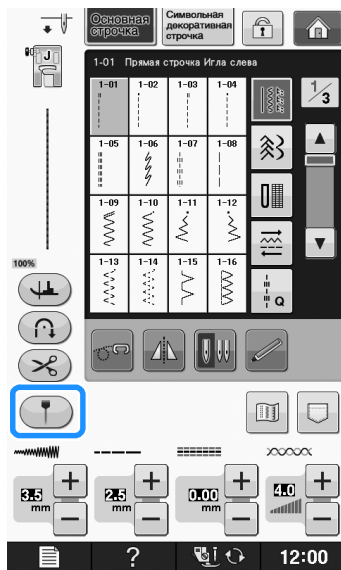 Основная
строчка
Символьная
декоративная
строчка
J
1-01 Прямая строчка Игла слева
1/3
1-01 1-02 1-03 1-04
1-05 1-06 1-07 1-08
1-09 1-10 1-11 1-12
1-13 1-14 1-15 1-16
100%
Q
3.5 mm
2.5 mm
0.00 mm
4.0
? 12:00